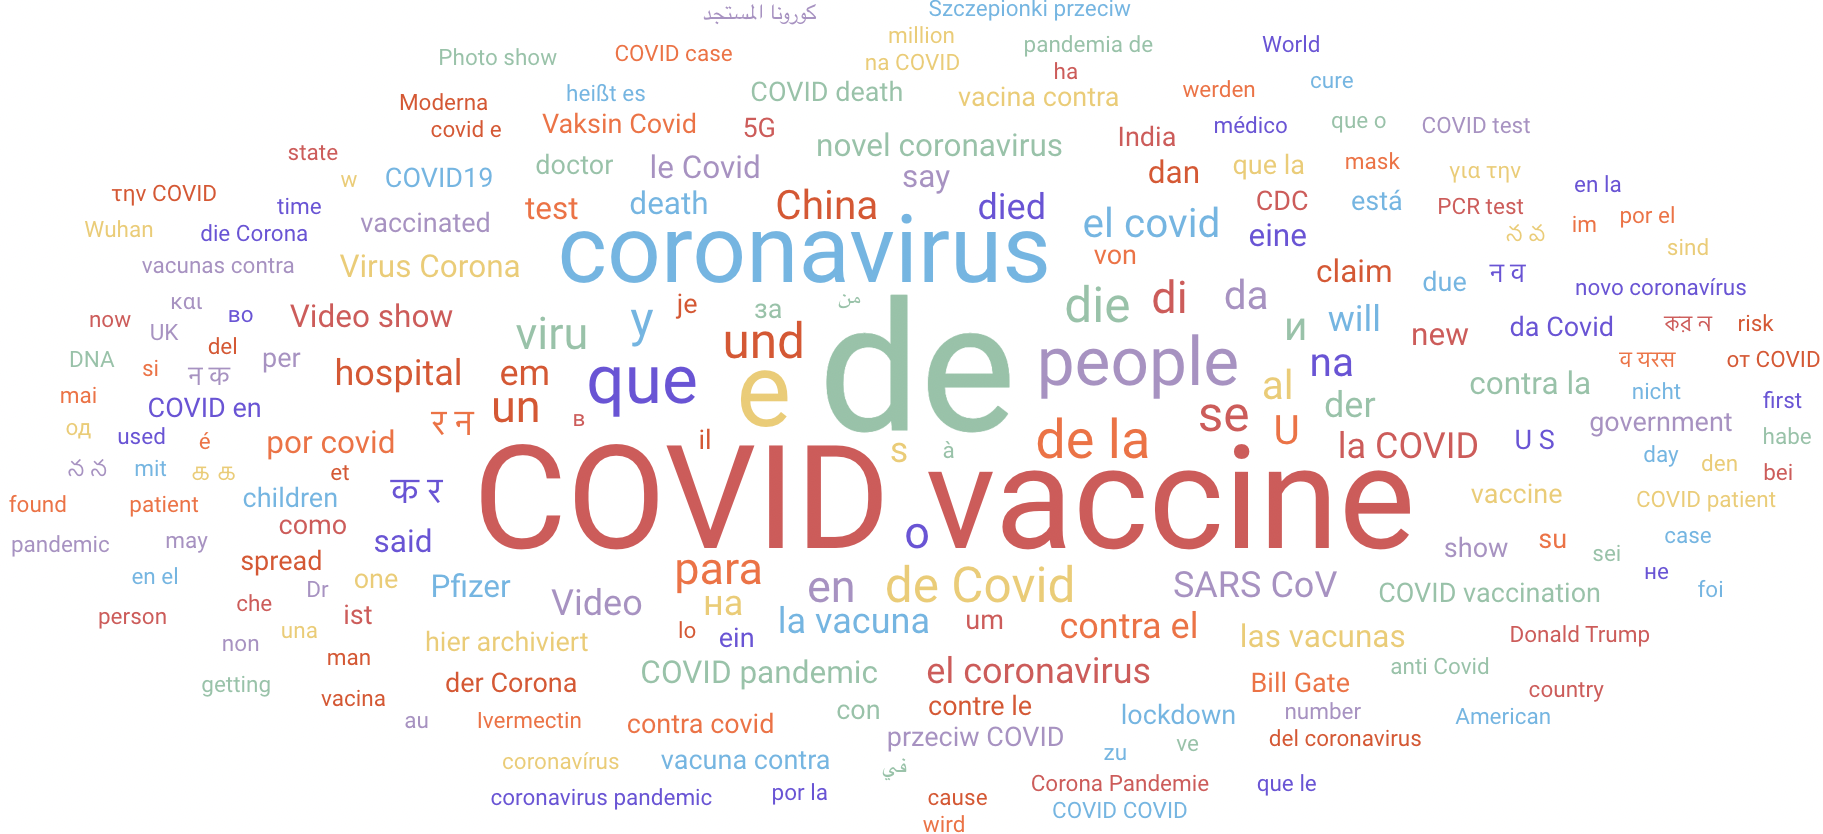 كورونا المستجد
Szczepionki przeciw
million
Photo show
COVID case
na COVID
pandemia de
World
ha
Moderna
heißt es
COVID death
vacina contra
werden
cure
covid e
Vaksin Covid
5G
novel coronavirus
India
médico
que o
COVID test
state
doctor
le Covid
say
dan
que la
mask
για την
την COVID
w
COVID19
time
test
death
China
died
el covid
CDC
está
PCR test
en la
Wuhan
die Corona
vaccinated
coronavirus
eine
న వ
im
por el
vacunas contra
Virus Corona
von
claim
due
न व
sind
novo coronavírus
και
now
UK
во
Video show
viru
y
je
за
من
die
di
da
и
will
new
da Covid
কর ন
risk
DNA
si
del
न क
per
hospital
em
und
que
e
de
people
na
al
contra la
व यरस
от COVID
mai
COVID en
र न
un
в
se
der
nicht
first
од
used
é
por covid
il
s
à
de la
U
la COVID
U S
government
habe
న న
mit
க க
et
क र
COVID vaccine
day
den
bei
found
patient
children
como
said
o
vaccine
COVID patient
pandemic
may
spread
show
su
sei
case
en el
Dr
one
Pfizer
para
en
de Covid
SARS CoV
COVID vaccination
не
foi
person
che
ist
Video
на
la vacuna
um
contra el
las vacunas
Donald Trump
non
una
hier archiviert
lo
ein
man
getting
vacina
der Corona
COVID pandemic
el coronavirus
Bill Gate
anti Covid
country
au
Ivermectin
contra covid
con
contre le
lockdown
number
American
przeciw COVID
zu
ve
del coronavirus
coronavírus
vacuna contra
في
Corona Pandemie
que le
coronavirus pandemic
por la
cause
COVID COVID
wird